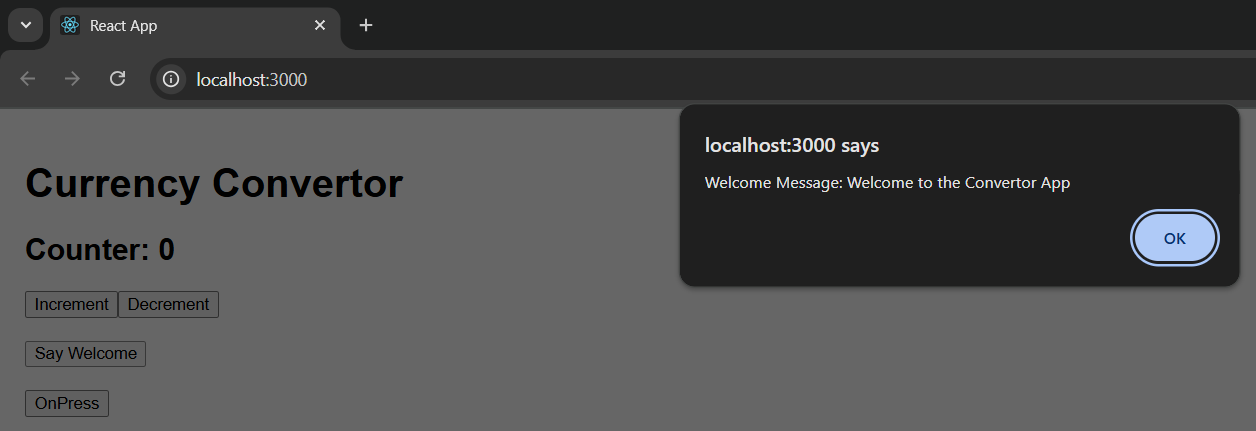 React App
localhost:3000
localhost:3000 says
Welcome Message: Welcome to the Convertor App
OK
Currency Convertor
Counter: 0
Increment Decrement
Say Welcome
OnPress